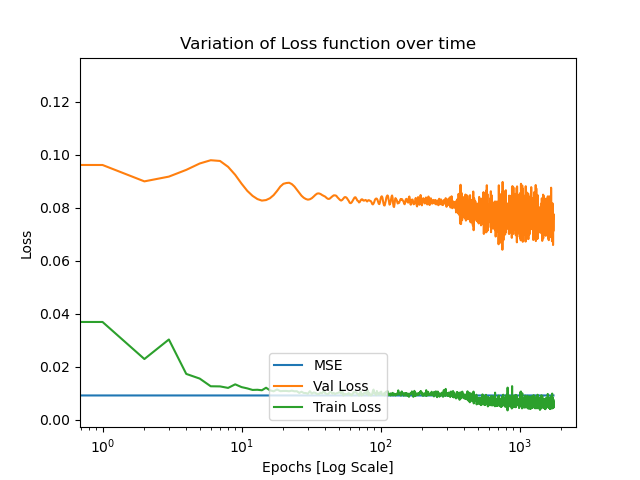 Variation of Loss function over time
0.12
0.10
0.08
0.06
0.04
0.02
0.00
Loss
MSE
Val Loss
Train Loss
10⁰
10¹
10²
10³
Epochs [Log Scale]